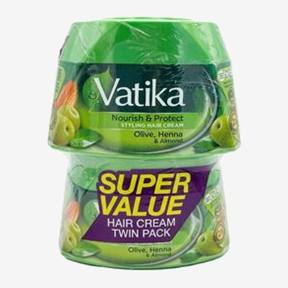 Vatika
Nourish & Protect
STYLING HAIR CREAM
Olive, Henna
& Almond
SUPER
VALUE
HAIR CREAM
TWIN PACK
Olive, Henna
& Almond